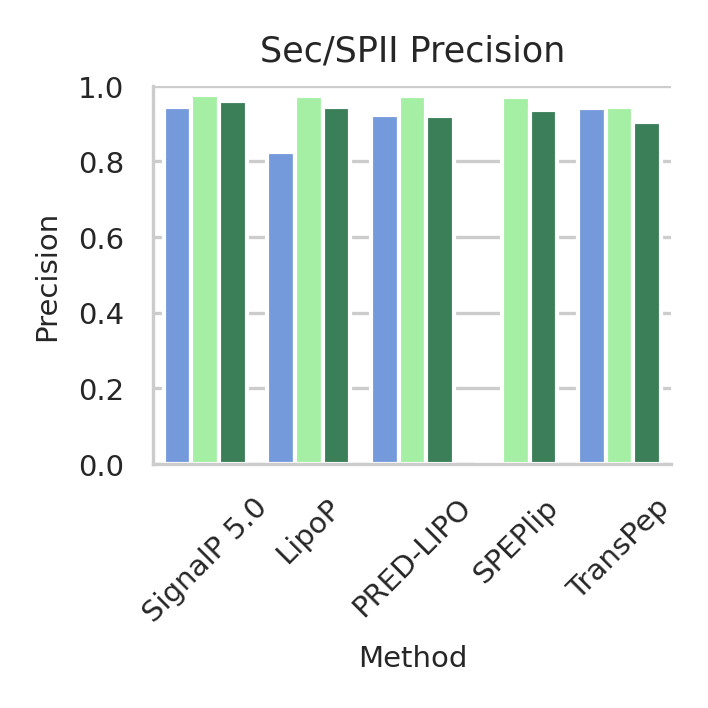 Sec/SPII Precision
1.0
0.8
0.6
0.4
0.2
0.0
Precision
SignalP 5.0
LipoP
PRED-LIPO
SPEPlip
TransPep
Method